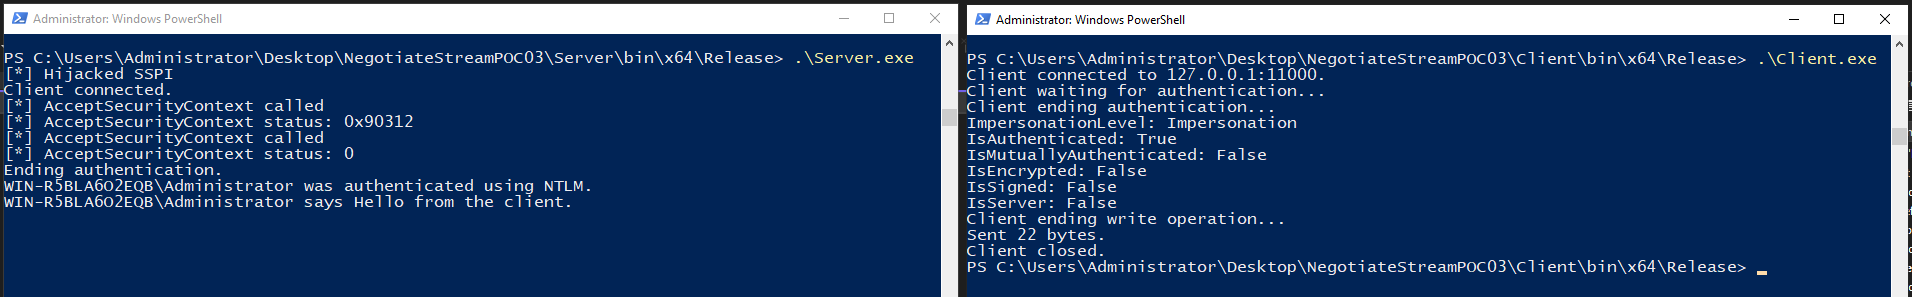 Administrator: Windows PowerShell
PS C:\Users\Administrator\Desktop\NegotiateStreamPOC03\Server\bin\x64\Release> .\Server.exe
[*] Hijacked SSPI
Client connected.
[*] AcceptSecurityContext called
[*] AcceptSecurityContext status: 0x90312
[*] AcceptSecurityContext called
[*] AcceptSecurityContext status: 0
Ending authentication.
WIN-R5BLA6O2EQB\Administrator was authenticated using NTLM.
WIN-R5BLA6O2EQB\Administrator says Hello from the client.
Administrator: Windows PowerShell
PS C:\Users\Administrator\Desktop\NegotiateStreamPOC03\Client\bin\x64\Release> .\Client.exe
Client connected to 127.0.0.1:11000.
Client waiting for authentication...
Client ending authentication...
ImpersonationLevel: Impersonation
IsAuthenticated: True
IsMutuallyAuthenticated: False
IsEncrypted: False
IsSigned: False
IsServer: False
Client ending write operation...
Sent 22 bytes.
Client closed.
PS C:\Users\Administrator\Desktop\NegotiateStreamPOC03\Client\bin\x64\Release>